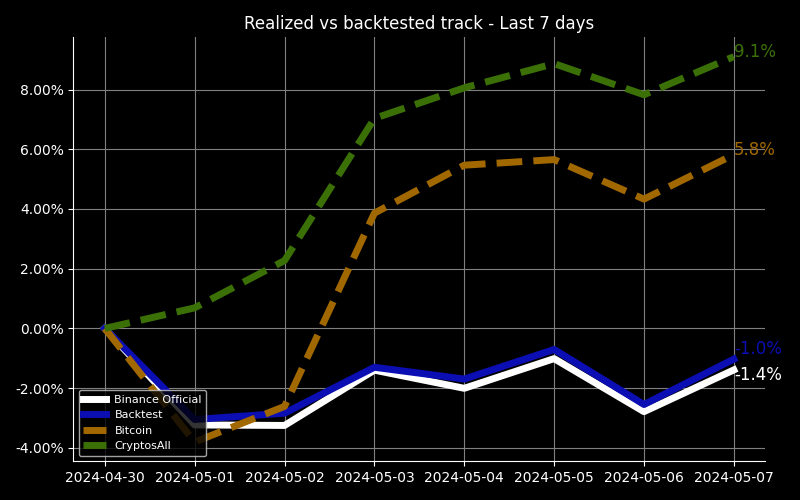 Realized vs backtested track - Last 7 days
9.1%
8.00%
6.00%
5.8%
4.00%
2.00%
0.00%
-1.0%
-1.4%
-2.00%
Binance Official
Backtest
Bitcoin
CryptosAll
-4.00%
2024-04-30 2024-05-01 2024-05-02 2024-05-03 2024-05-04 2024-05-05 2024-05-06 2024-05-07